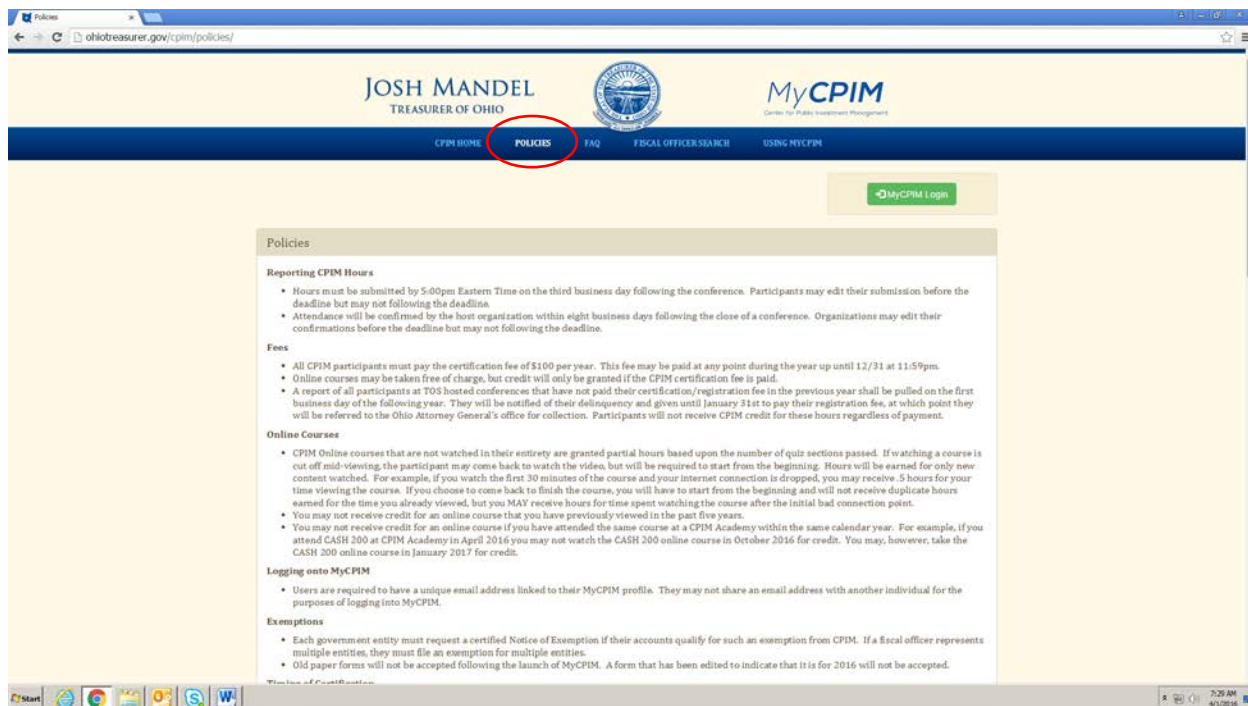 Policies
ohiotreasurer.gov/cpim/policies/
JOSH MANDEL
TREASURER OF OHIO
MyCPIM
Center for Public Investment Management
CPIM HOME POLICIES FAQ FISCAL OFFICER SEARCH USING MYCPIM
MyCPIM Login
Policies
Reporting CPIM Hours
• Hours must be submitted by 5:00pm Eastern Time on the third business day following the conference. Participants may edit their submission before the
deadline but may not following the deadline.
• Attendance will be confirmed by the host organization within eight business days following the close of a conference. Organizations may edit their
confirmations before the deadline but may not following the deadline.
Fees
• All CPIM participants must pay the certification fee of $100 per year. This fee may be paid at any point during the year up until 12/31 at 11:59pm.
• Online courses may be taken free of charge, but credit will only be granted if the CPIM certification fee is paid.
• A report of all participants at TOS hosted conferences that have not paid their certification/registration fee in the previous year shall be pulled on the first
business day of the following year. They will be notified of their delinquency and given until January 31st to pay their registration fee, at which point they
will be referred to the Ohio Attorney General's office for collection. Participants will not receive CPIM credit for these hours regardless of payment.
Online Courses
• CPIM Online courses that are not watched in their entirety are granted partial hours based upon the number of quiz sections passed. If watching a course is
cut off mid-viewing, the participant may come back to watch the video, but will be required to start from the beginning. Hours will be earned for only new
content watched. For example, if you watch the first 30 minutes of the course and your internet connection is dropped, you may receive .5 hours for your
time viewing the course. If you choose to come back to finish the course, you will have to start from the beginning and will not receive duplicate hours
earned for the time you already viewed, but you MAY receive hours for time spent watching the course after the initial bad connection point.
• You may not receive credit for an online course that you have previously viewed in the past five years.
• You may not receive credit for an online course if you have attended the same course at a CPIM Academy within the same calendar year. For example, if you
attend CASH 200 at CPIM Academy in April 2016 you may not watch the CASH 200 online course in October 2016 for credit. You may, however, take the
CASH 200 online course in January 2017 for credit.
Logging onto MyCPIM
• Users are required to have a unique email address linked to their MyCPIM profile. They may not share an email address with another individual for the
purposes of logging into MyCPIM.
Exemptions
• Each government entity must request a certified Notice of Exemption if their accounts qualify for such an exemption from CPIM. If a fiscal officer represents
multiple entities, they must file an exemption for multiple entities.
• Old paper forms will not be accepted following the launch of MyCPIM. A form that has been edited to indicate that it is for 2016 will not be accepted.
Timing of Certification
Start
7:29 AM
4/1/2016